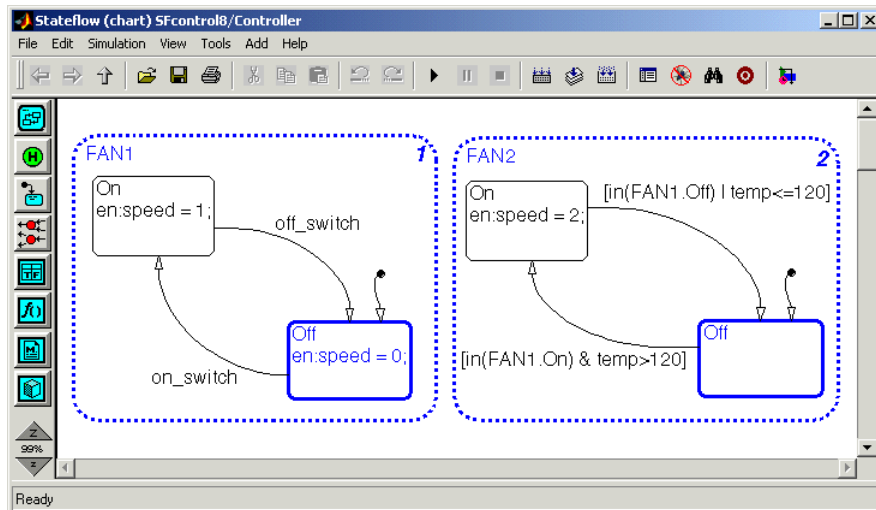 Stateflow (chart) SFcontrol8/Controller
File Edit Simulation View Tools Add Help
FAN1
1
On
en:speed = 1;
off_switch
Off
en:speed = 0;
on_switch
FAN2
2
On
en:speed = 2;
[in(FAN1.Off) | temp<=120]
Off
[in(FAN1.On) & temp>120]
H
TF
f()
M
Z
99%
z
Ready